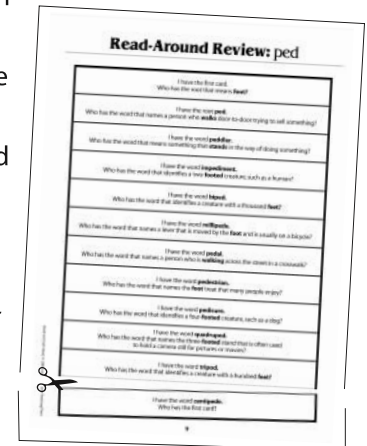 e
d
Read-Around Review: ped
I have the first card.
Who has the word that means foot?
I have the root ped.
Who has the word that names a person who walks door-to-door trying to sell something?
I have the word peddler.
Who has the word that means something that stands in the way of doing something?
I have the word impediment.
Who has the word that identifies a two-footed creature, such as a human?
I have the word biped.
Who has the word that identifies a creature with a thousand feet?
I have the word millipede.
Who has the word that names a lever that is moved by the foot and is usually on a bicycle?
I have the word pedal.
Who has the word that names a person who is walking across the street in a crosswalk?
I have the word pedestrian.
Who has the word that names the foot treat that many people enjoy?
I have the word pedicure.
Who has the word that identifies a four-footed creature, such as a dog?
I have the word quadruped.
Who has the word that names the three-footed stand that is often used
to hold a camera still for pictures or movies?
I have the word tripod.
Who has the word that identifies a creature with a hundred feet?
I have the word centipede.
Who has the first card?